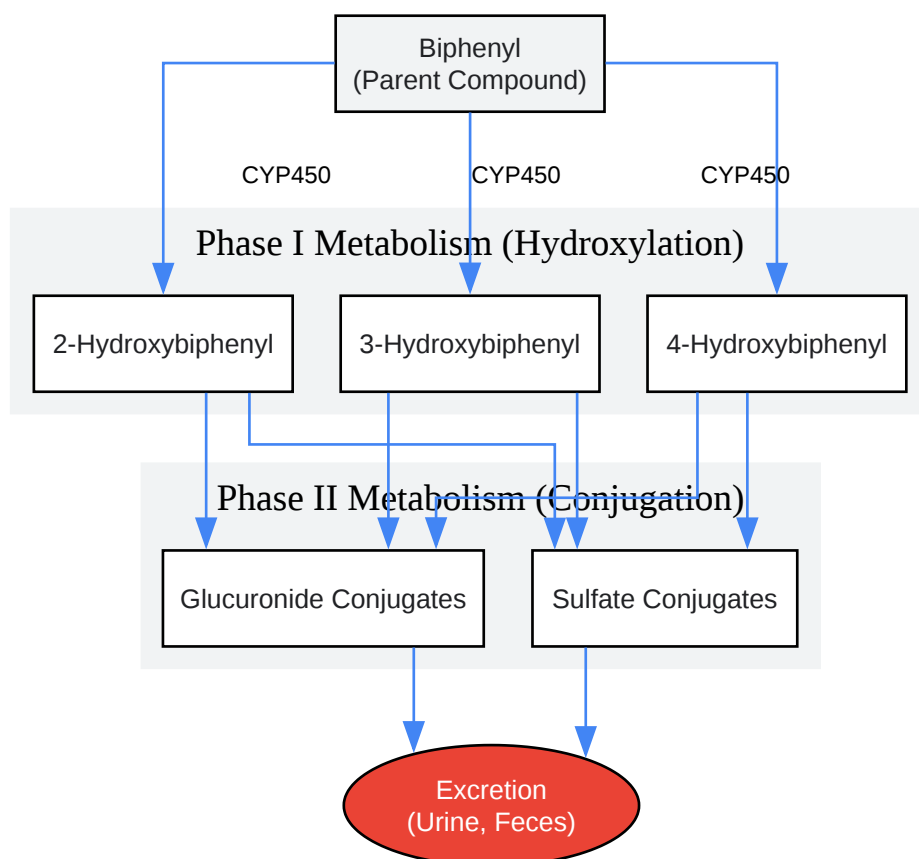 Biphenyl
(Parent Compound)
CYP450
CYP450
CYP450
Phase I Metabolism (Hydroxylation)
2-Hydroxybiphenyl
3-Hydroxybiphenyl
4-Hydroxybiphenyl
Phase II Metabolism (Conjugation)
Glucuronide Conjugates
Sulfate Conjugates
Excretion
(Urine, Feces)